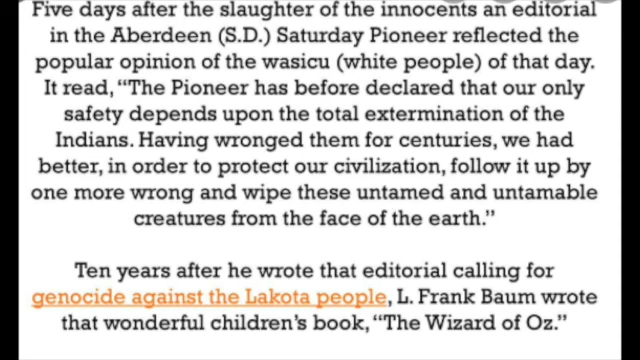 Five days after the slaughter of the innocents an editorial
in the Aberdeen (S.D.) Saturday Pioneer reflected the
popular opinion of the wasicu (white people) of that day.
It read, “The Pioneer has before declared that our only
safety depends upon the total extermination of the
Indians. Having wronged them for centuries, we had
better, in order to protect our civilization, follow it up by
one more wrong and wipe these untamed and untamable
creatures from the face of the earth.”
Ten years after he wrote that editorial calling for
genocide against the Lakota people, L. Frank Baum wrote
that wonderful children’s book, “The Wizard of Oz.”